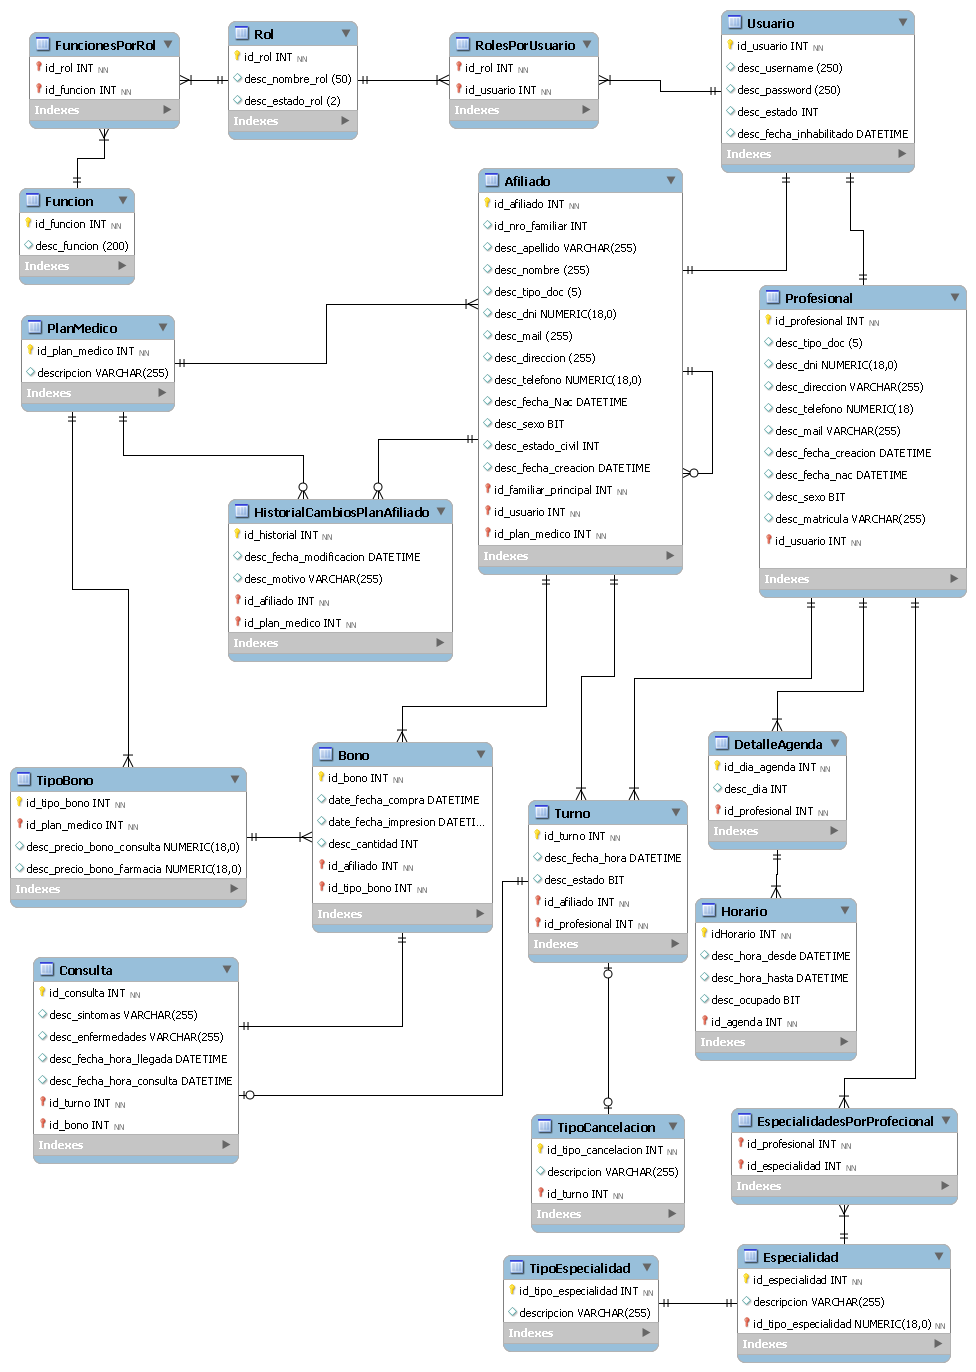 FuncionesPorRol
id_rol INT NN
id_funcion INT NN
Indexes
Rol
id_rol INT NN
desc_nombre_rol (50)
desc_estado_rol (2)
Indexes
RolesPorUsuario
id_rol INT NN
id_usuario INT NN
Indexes
Usuario
id_usuario INT NN
desc_username (250)
desc_password (250)
desc_estado INT
desc_fecha_inhabilitado DATETIME
Indexes
Funcion
id_funcion INT NN
desc_funcion (200)
Indexes
Afiliado
id_afiliado INT NN
id_nro_familiar INT
desc_apellido VARCHAR(255)
desc_nombre (255)
desc_tipo_doc (5)
desc_dni NUMERIC(18,0)
desc_mail (255)
desc_direccion (255)
desc_telefono NUMERIC(18,0)
desc_fecha_Nac DATETIME
desc_sexo BIT
desc_estado_civil INT
desc_fecha_creacion DATETIME
id_familiar_principal INT NN
id_usuario INT NN
id_plan_medico INT NN
Indexes
Profesional
id_profesional INT NN
desc_tipo_doc (5)
desc_dni NUMERIC(18,0)
desc_direccion VARCHAR(255)
desc_telefono NUMERIC(18)
desc_mail VARCHAR(255)
desc_fecha_creacion DATETIME
desc_fecha_nac DATETIME
desc_sexo BIT
desc_matricula VARCHAR(255)
id_usuario INT NN
Indexes
PlanMedico
id_plan_medico INT NN
descripcion VARCHAR(255)
Indexes
HistorialCambiosPlanAfiliado
id_historial INT NN
desc_fecha_modificacion DATETIME
desc_motivo VARCHAR(255)
id_afiliado INT NN
id_plan_medico INT NN
Indexes
TipoBono
id_tipo_bono INT NN
id_plan_medico INT NN
desc_precio_bono_consulta NUMERIC(18,0)
desc_precio_bono_farmacia NUMERIC(18,0)
Indexes
Bono
id_bono INT NN
date_fecha_compra DATETIME
date_fecha_impresion DATETI...
desc_cantidad INT
id_afiliado INT NN
id_tipo_bono INT NN
Indexes
Turno
id_turno INT NN
desc_fecha_hora DATETIME
desc_estado BIT
id_afiliado INT NN
id_profesional INT NN
Indexes
DetalleAgenda
id_dia_agenda INT NN
desc_dia INT
id_profesional INT NN
Indexes
Horario
idHorario INT NN
desc_hora_desde DATETIME
desc_hora_hasta DATETIME
desc_ocupado BIT
id_agenda INT NN
Indexes
Consulta
id_consulta INT NN
desc_sintomas VARCHAR(255)
desc_enfermedades VARCHAR(255)
desc_fecha_hora_llegada DATETIME
desc_fecha_hora_consulta DATETIME
id_turno INT NN
id_bono INT NN
Indexes
TipoCancelacion
id_tipo_cancelacion INT NN
descripcion VARCHAR(255)
id_turno INT NN
Indexes
EspecialidadesPorProfecional
id_profesional INT NN
id_especialidad INT NN
Indexes
TipoEspecialidad
id_tipo_especialidad INT NN
descripcion VARCHAR(255)
Indexes
Especialidad
id_especialidad INT NN
descripcion VARCHAR(255)
id_tipo_especialidad NUMERIC(18,0) NN
Indexes